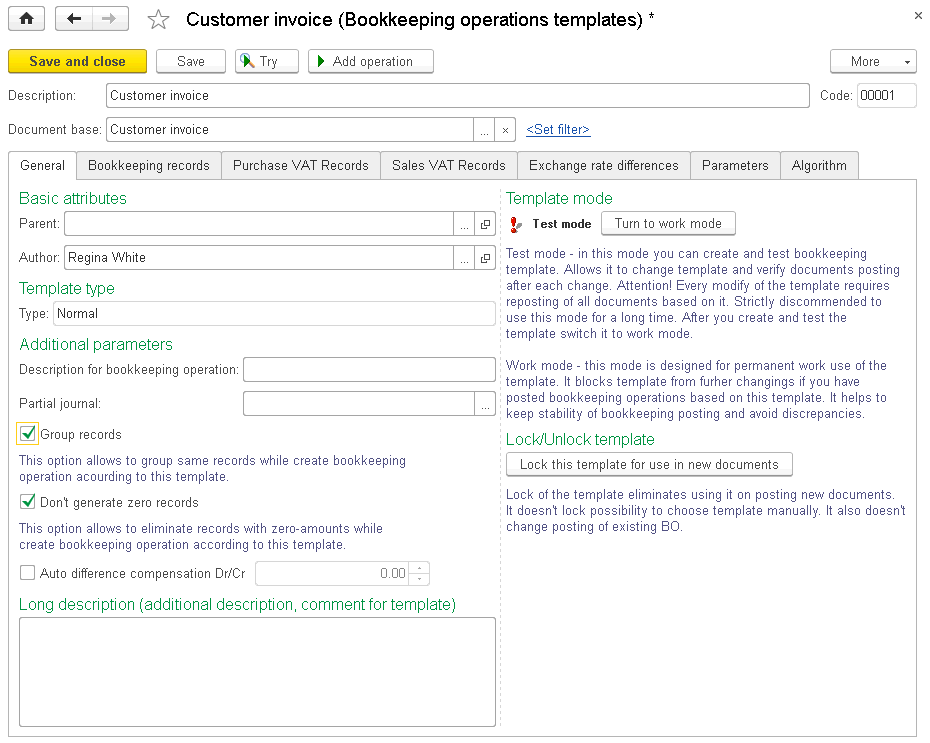 Customer invoice (Bookkeeping operations templates) *
Save and close
Save
Try
Add operation
More
Description:
Customer invoice
Code:
00001
Document base:
Customer invoice
...
×
<Set filter>
General
Bookkeeping records
Purchase VAT Records
Sales VAT Records
Exchange rate differences
Parameters
Algorithm
Basic attributes
Parent:
...
Author:
Regina White
...
Template type
Type:
Normal
Additional parameters
Description for bookkeeping operation:
Partial journal:
...
Group records
This option allows to group same records while create bookkeeping
operation acourding to this template.
Don't generate zero records
This option allows to eliminate records with zero-amounts while
create bookkeeping operation according to this template.
Auto difference compensation Dr/Cr
0.00
Long description (additional description, comment for template)
Template mode
Test mode
Turn to work mode
Test mode - in this mode you can create and test bookkeeping
template. Allows it to change template and verify documents posting
after each change. Attention! Every modify of the template requires
reposting of all documents based on it. Strictly discommended to
use this mode for a long time. After you create and test the
template switch it to work mode.
Work mode - this mode is designed for permanent work use of the
template. It blocks template from furher changings if you have
posted bookkeeping operations based on this template. It helps to
keep stability of bookkeeping posting and avoid discrepancies.
Lock/Unlock template
Lock this template for use in new documents
Lock of the template eliminates using it on posting new documents.
It doesn't lock possibility to choose template manually. It also doesn't
change posting of existing BO.